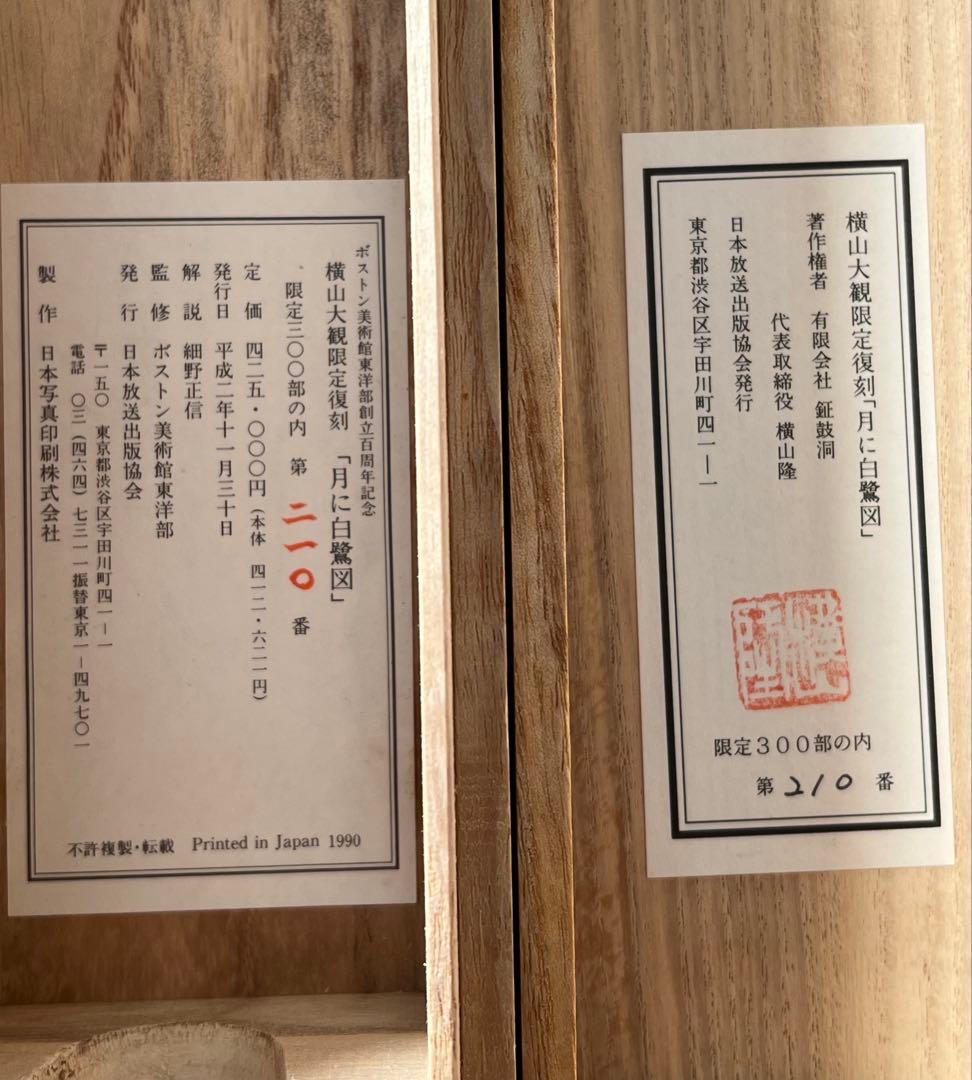 ボストン美術館東洋部創立百周年記念
横山大観限定復刻 「月に白鷺図」
限定三〇〇部の内 第 二一〇 番
定価 四二五・〇〇〇円(本体 四一二・六二一円)
発行日 平成二年十一月三十日
解説 細野正信
監修 ボストン美術館東洋部
発行 日本放送出版協会
〒一五〇 東京都渋谷区宇田川町四一―一
電話 〇三(四六四)七三一一振替東京一―四九七〇一
製作 日本写真印刷株式会社
不許複製・転載 Printed in Japan 1990
横山大観限定復刻「月に白鷺図」
著作権者 有限会社 鉦鼓洞
代表取締役 横山隆
日本放送出版協会発行
東京都渋谷区宇田川町四一―一
限定300部の内
第 210 番